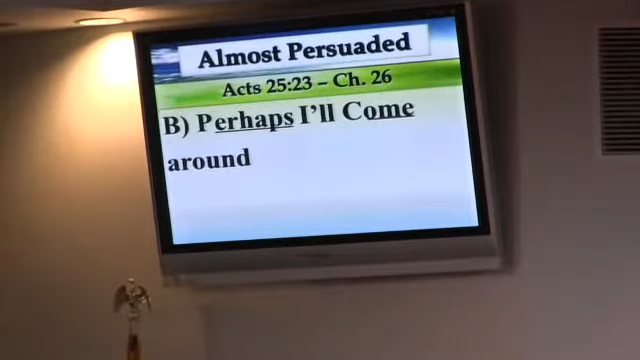 Almost Persuaded
Acts 25:23 – Ch. 26
B) Perhaps I’ll Come
around